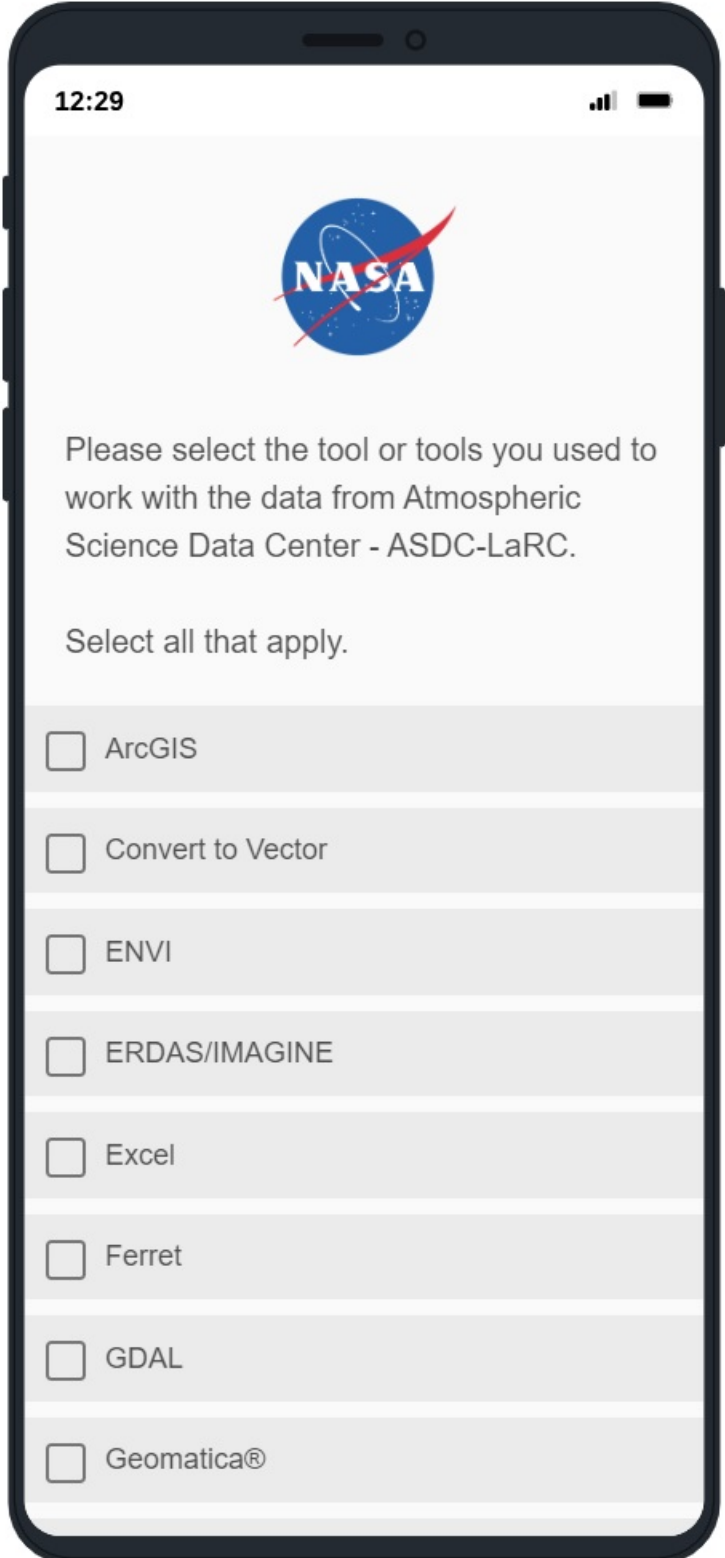 12:29
NASA
Please select the tool or tools you used to
work with the data from Atmospheric
Science Data Center - ASDC-LaRC.
Select all that apply.
ArcGIS
Convert to Vector
ENVI
ERDAS/IMAGINE
Excel
Ferret
GDAL
Geomatica®